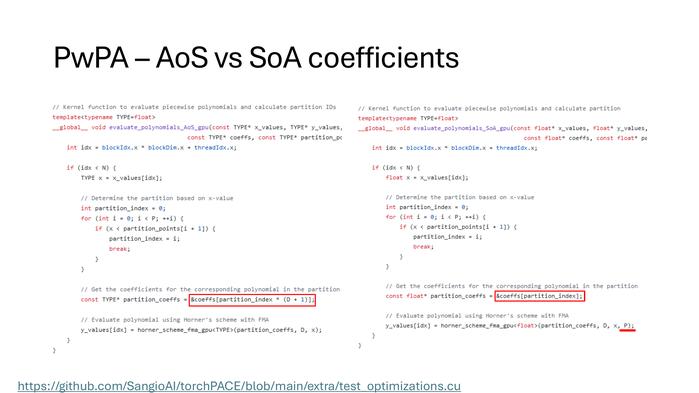 PwPA – AoS vs SoA coefficients
// Kernel function to evaluate piecewise polynomials and calculate partition IDs
template<typename TYPE=float>
__global__ void evaluate_polynomials_AoS_gpu(const TYPE* x_values, TYPE* y_values,
const TYPE* coeffs, const TYPE* partition_po
int idx = blockIdx.x * blockDim.x + threadIdx.x;
if (idx < N) {
TYPE x = x_values[idx];
// Determine the partition based on x-value
int partition_index = 0;
for (int i = 0; i < P; ++i) {
if (x < partition_points[i + 1]) {
partition_index = i;
break;
}
}
// Get the coefficients for the corresponding polynomial in the partition
const TYPE* partition_coeffs = &coeffs[partition_index * (D + 1)];
// Evaluate polynomial using Horner's scheme with FMA
y_values[idx] = horner_scheme_fma_gpu<TYPE>(partition_coeffs, D, x);
}
}
// Kernel function to evaluate piecewise polynomials and calculate partition
template<typename TYPE=float>
__global__ void evaluate_polynomials_SoA_gpu(const float* x_values, float* y_values,
const float* coeffs, const float* pa
int idx = blockIdx.x * blockDim.x + threadIdx.x;
if (idx < N) {
float x = x_values[idx];
// Determine the partition based on x-value
int partition_index = 0;
for (int i = 0; i < P; ++i) {
if (x < partition_points[i + 1]) {
partition_index = i;
break;
}
}
// Get the coefficients for the corresponding polynomial in the partition
const float* partition_coeffs = &coeffs[partition_index];
// Evaluate polynomial using Horner's scheme with FMA
y_values[idx] = horner_scheme_fma_gpu<float>(partition_coeffs, D, x, P);
}
}
https://github.com/SangioAI/torchPACE/blob/main/extra/test_optimizations.cu